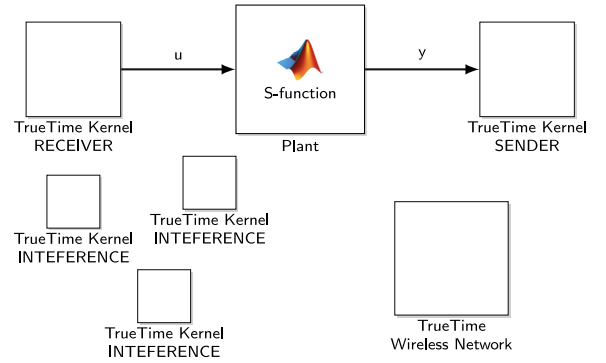 u
y
S-function
TrueTime Kernel
RECEIVER
Plant
TrueTime Kernel
SENDER
TrueTime Kernel
INTEFERENCE
TrueTime Kernel
INTEFERENCE
TrueTime Kernel
INTEFERENCE
TrueTime
Wireless Network